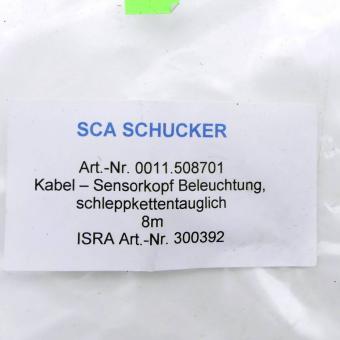 SCA SCHUCKER
Art.-Nr. 0011.508701
Kabel – Sensorkopf Beleuchtung,
schleppkettentauglich
8m
ISRA Art.-Nr. 300392